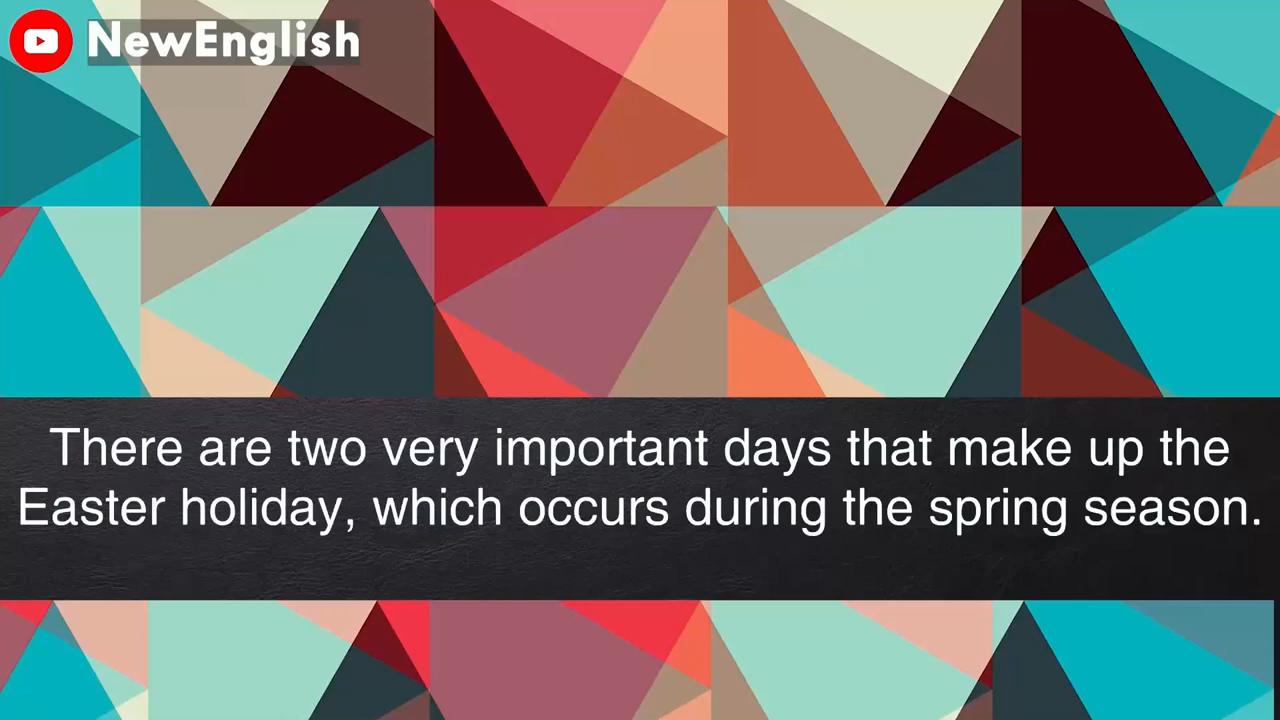 NewEnglish
There are two very important days that make up the
Easter holiday, which occurs during the spring season.